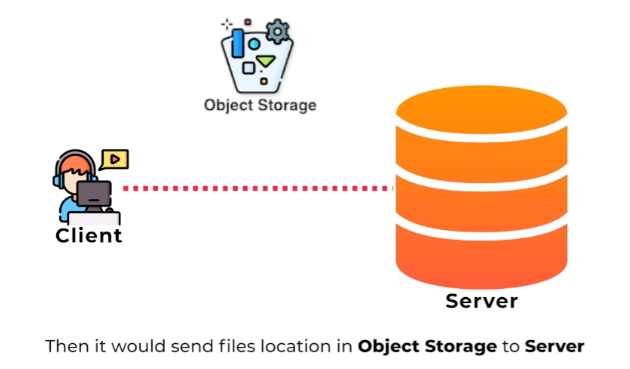 Object Storage
Client
Server
Then it would send files location in Object Storage to Server